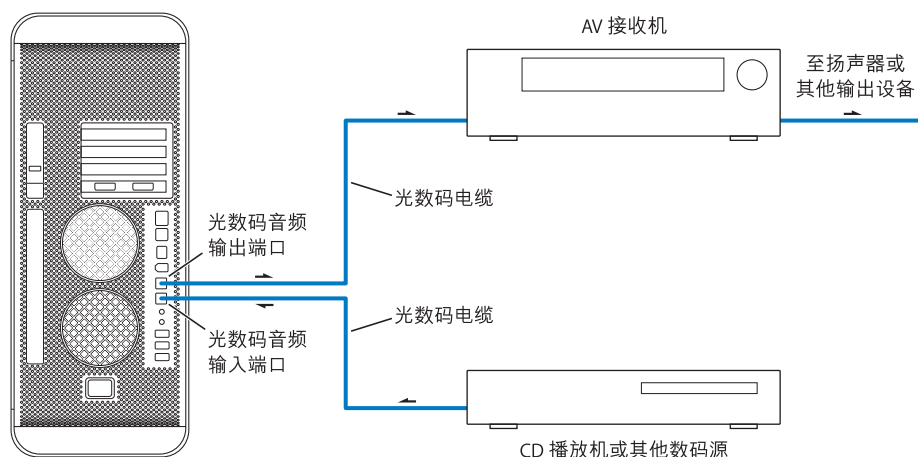 AV 接收机
至扬声器或
其他输出设备
光数码电缆
光数码音频
输出端口
光数码电缆
光数码音频
输入端口
CD 播放机或其他数码源